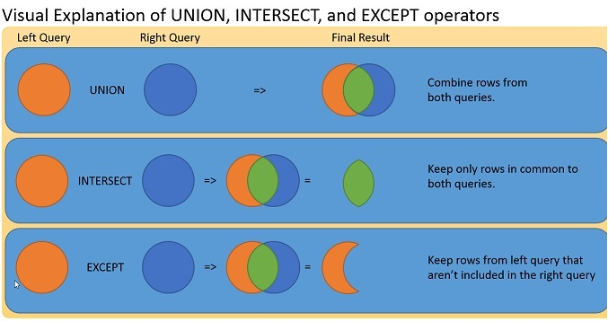 Visual Explanation of UNION, INTERSECT, and EXCEPT operators
Left Query
Right Query
Final Result
UNION
=>
Combine rows from
both queries.
INTERSECT
=>
=
Keep only rows in common to
both queries.
EXCEPT
=>
=
Keep rows from left query that
aren't included in the right query